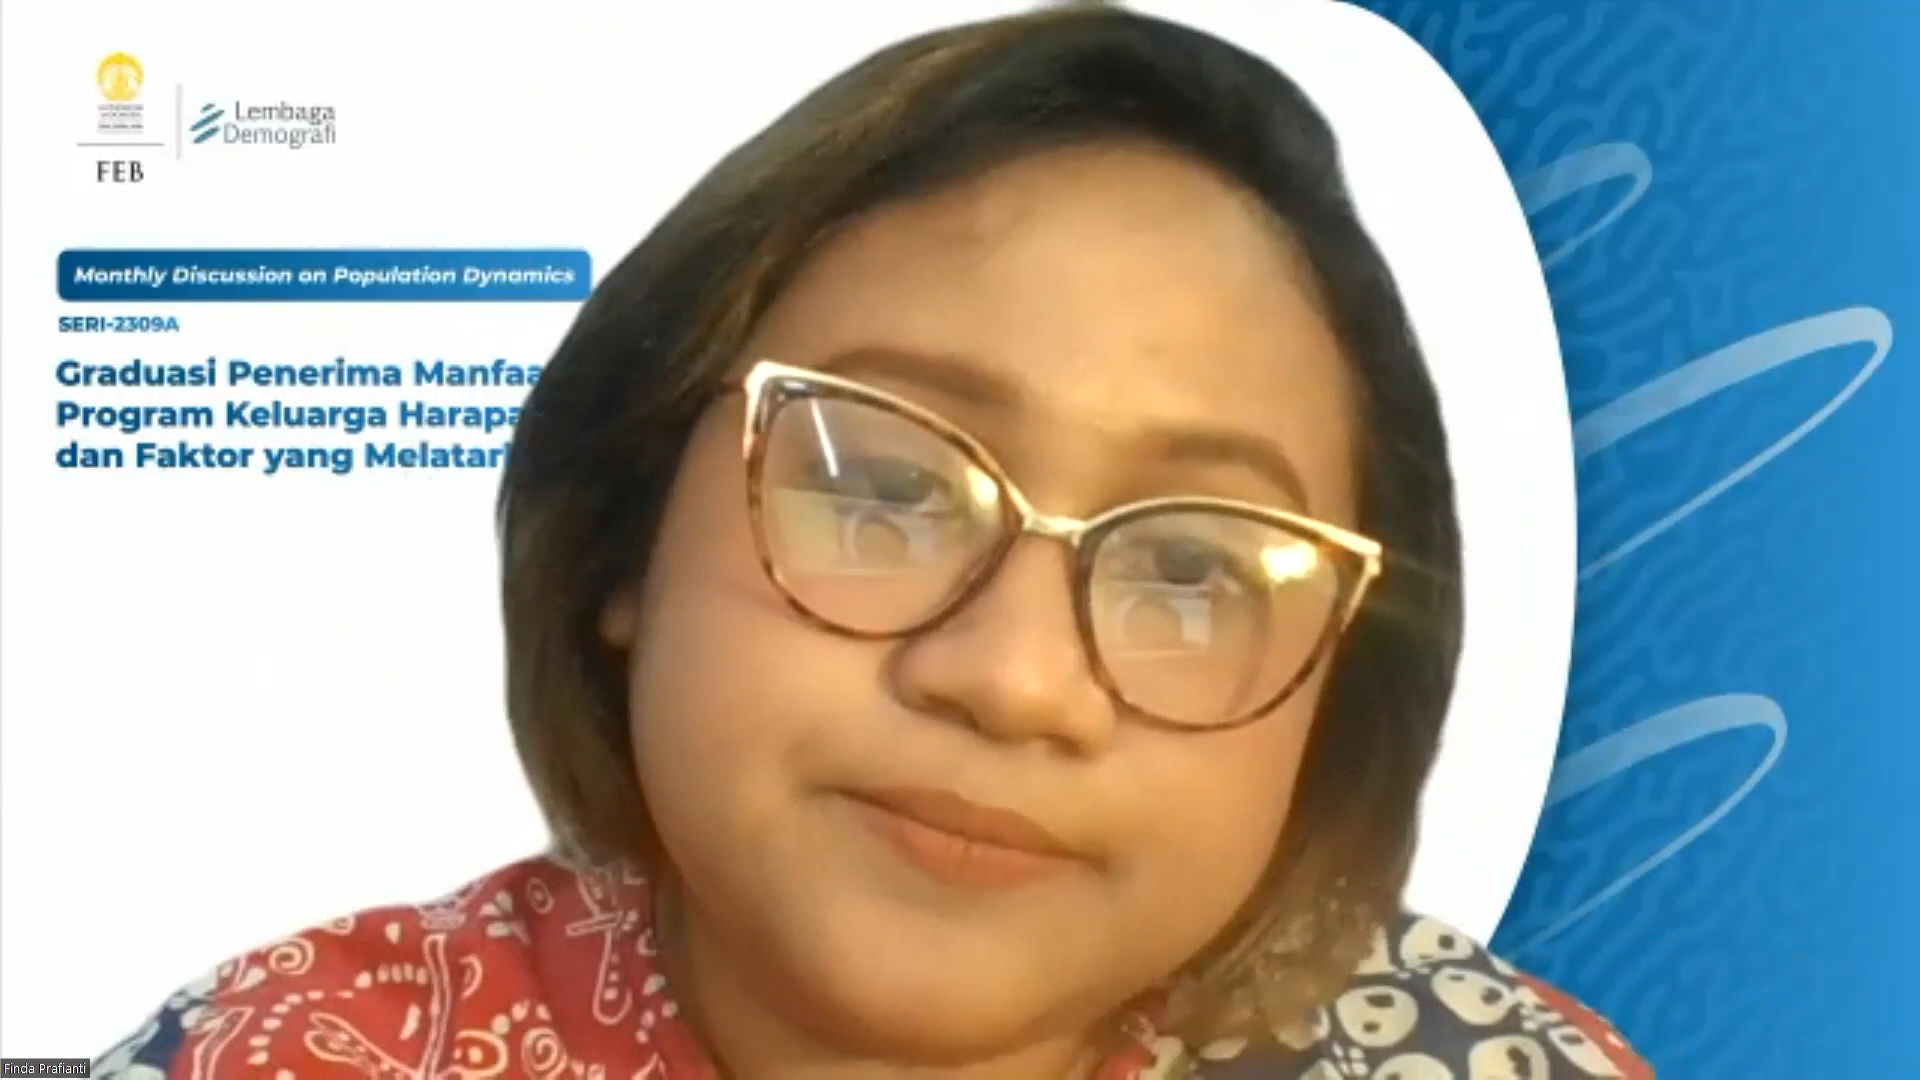 Lembaga
Demografi
FEB
Monthly Discussion on Population Dynamics
SERI-2309A
Graduasi Penerima Manfaa
Program Keluarga Harapa
dan Faktor yang Melatar
Finda Prafianti